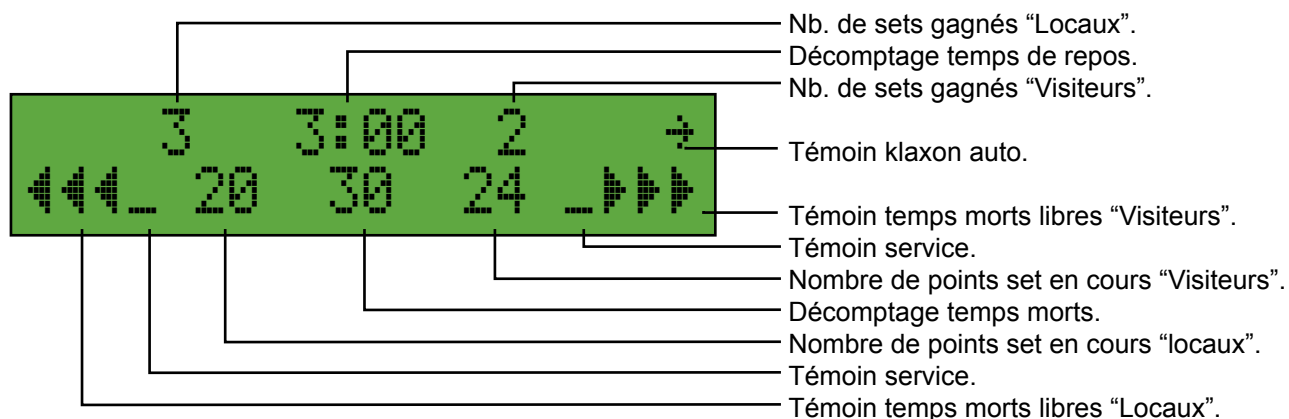 Nb. de sets gagnés “Locaux”.
Décomptage temps de repos.
Nb. de sets gagnés “Visiteurs”.
3 3:00 2 →
Témoin klaxon auto.
_ 20 30 24 _
Témoin temps morts libres “Visiteurs”.
Témoin service.
Nombre de points set en cours “Visiteurs”.
Décomptage temps morts.
Nombre de points set en cours “locaux”.
Témoin service.
Témoin temps morts libres “Locaux”.